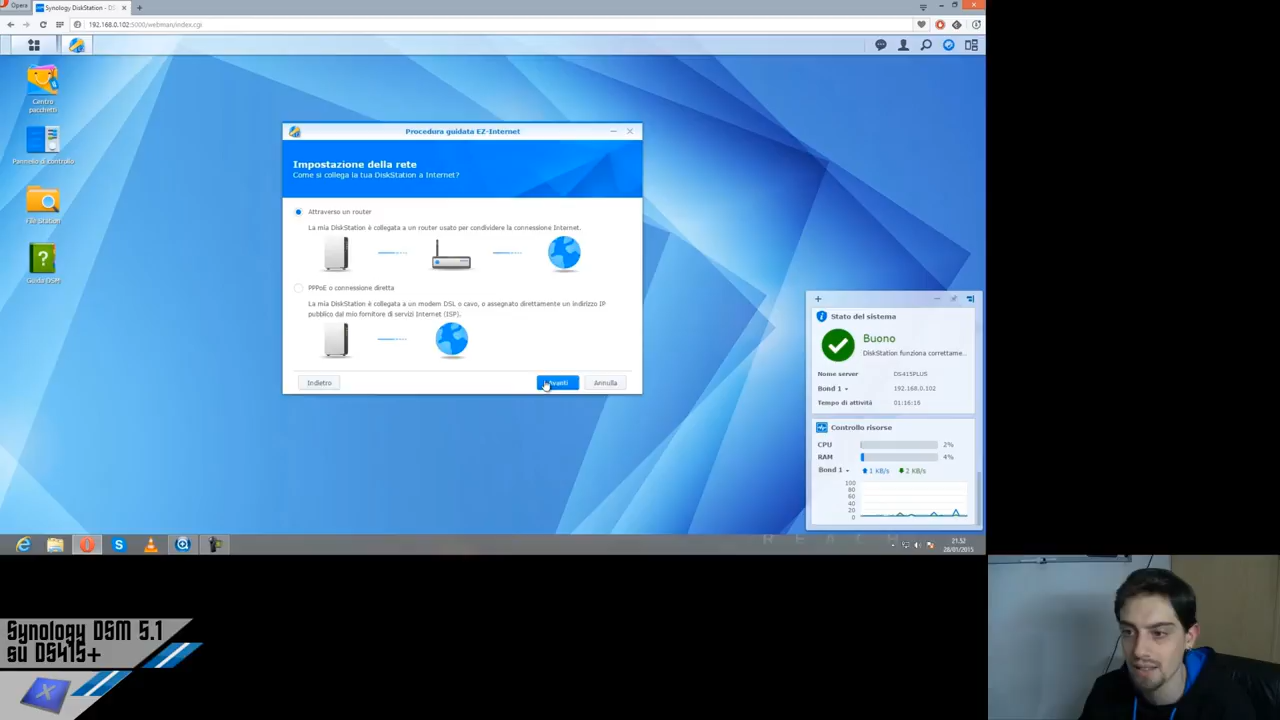 Opera
Synology DiskStation - DS
192.168.0.102:5000/webman/index.cgi
Centro
pacchetti
Pannello di controllo
File Station
Guida DSM
Procedura guidata EZ-Internet
Impostazione della rete
Come si collega la tua DiskStation a Internet?
Attraverso un router
La mia DiskStation è collegata a un router usato per condividere la connessione Internet.
PPPoE o connessione diretta
La mia DiskStation è collegata a un modem DSL o cavo, o assegnato direttamente un indirizzo IP
pubblico dal mio fornitore di servizi Internet (ISP).
Indietro
Avanti
Annulla
Stato del sistema
Buono
DiskStation funziona correttame...
Nome server DS415PLUS
Bond 1 192.168.0.102
Tempo di attività 01:16:16
Controllo risorse
CPU 2%
RAM 4%
Bond 1 1 KB/s 2 KB/s
100
80
60
40
20
0
R E A C H
21.52
28/01/2015
Synology DSM 5.1
su DS415+